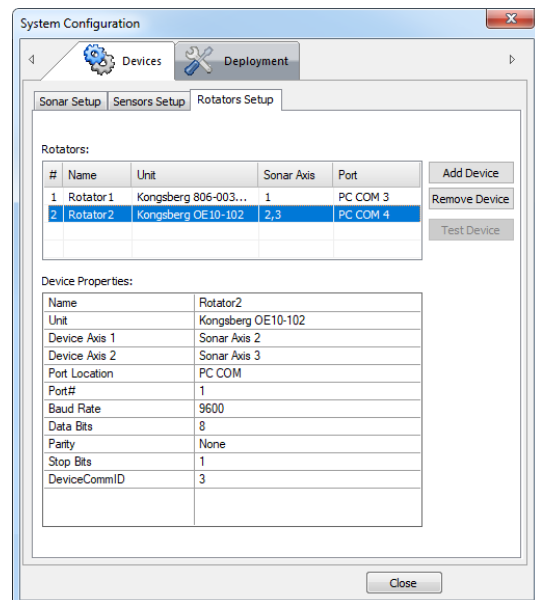 System Configuration
Devices
Deployment
Sonar Setup Sensors Setup Rotators Setup
Rotators:
# Name Unit Sonar Axis Port
1 Rotator1 Kongsberg 806-003... 1 PC COM 3
2 Rotator2 Kongsberg OE10-102 2,3 PC COM 4
Add Device
Remove Device
Test Device
Device Properties:
Name Rotator2
Unit Kongsberg OE10-102
Device Axis 1 Sonar Axis 2
Device Axis 2 Sonar Axis 3
Port Location PC COM
Port# 1
Baud Rate 9600
Data Bits 8
Parity None
Stop Bits 1
DeviceCommID 3
Close